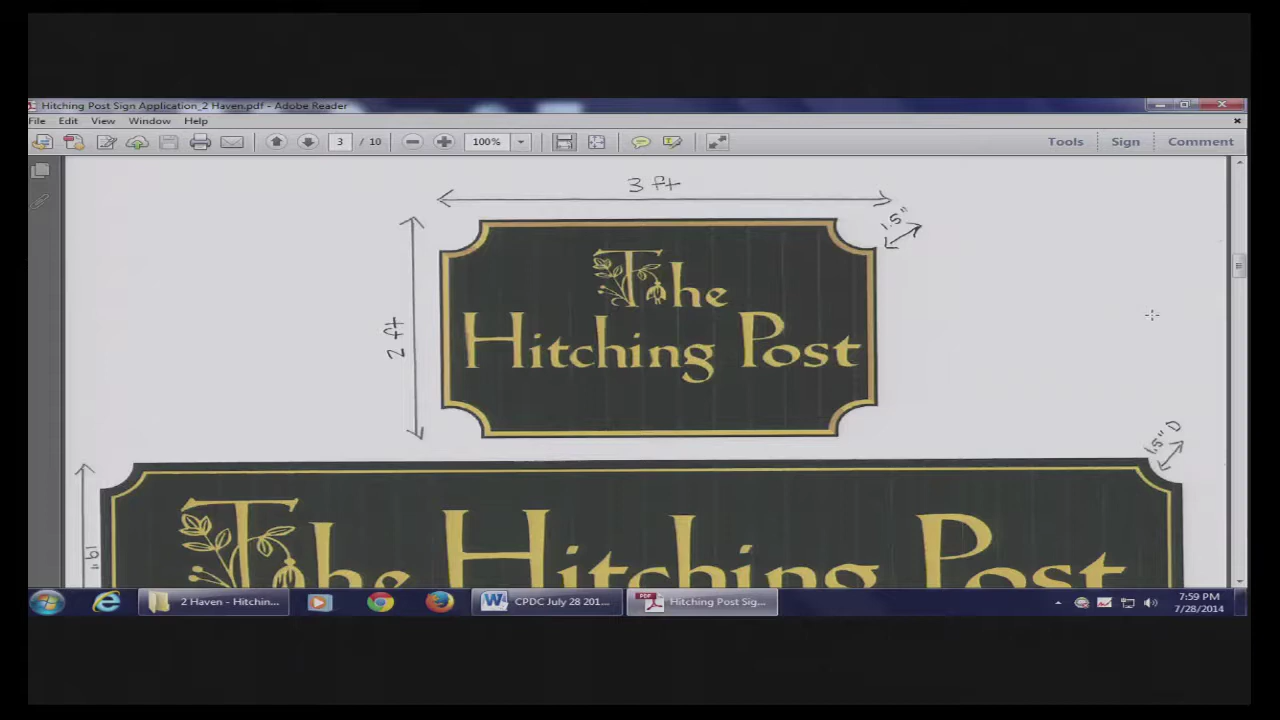 Hitching Post Sign Application_2 Haven.pdf - Adobe Reader
File Edit View Window Help
3 / 10 100% Tools Sign Comment
3 ft
1.5"
2 ft
The
Hitching Post
1.5" D
The Hitching Post
2 Haven - Hitchin... CPDC July 28 201... Hitching Post Sig...
7:59 PM
7/28/2014